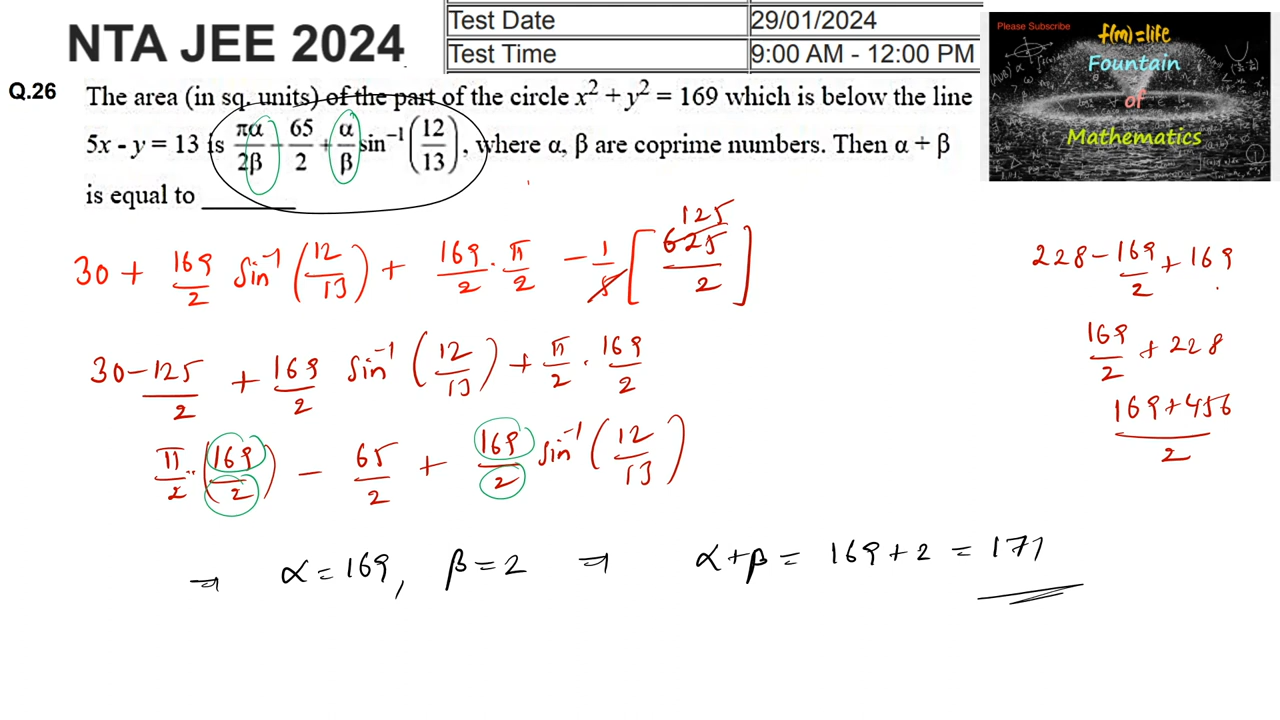 NTA JEE 2024
Test Date 29/01/2024
Test Time 9:00 AM - 12:00 PM
Please Subscribe
f(m)=life
Fountain
of
Mathematics
Q.26 The area (in sq. units) of the part of the circle x² + y² = 169 which is below the line
5x - y = 13 is πα/2β - 65/2 + α/β sin⁻¹(12/13), where α, β are coprime numbers. Then α + β
is equal to ________
30 + 169/2 sin⁻¹(12/13) + 169/2 · π/2 - 1/5 [625/2] 125
30 - 125/2 + 169/2 sin⁻¹(12/13) + π/2 · 169/2
π/2 · (169/2) - 65/2 + 169/2 sin⁻¹(12/13)
⇒ α = 169, β = 2 ⇒ α+β = 169+2 = 171
228 - 169/2 + 169
169/2 + 228
169+456/2